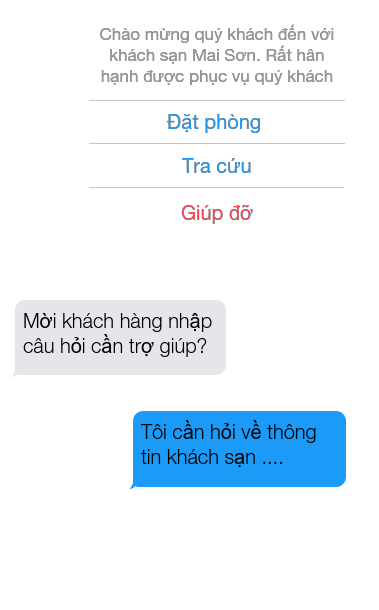 Chào mừng quý khách đến với
khách sạn Mai Sơn. Rất hân
hạnh được phục vụ quý khách
Đặt phòng
Tra cứu
Giúp đỡ
Mời khách hàng nhập
câu hỏi cần trợ giúp?
Tôi cần hỏi về thông
tin khách sạn ....